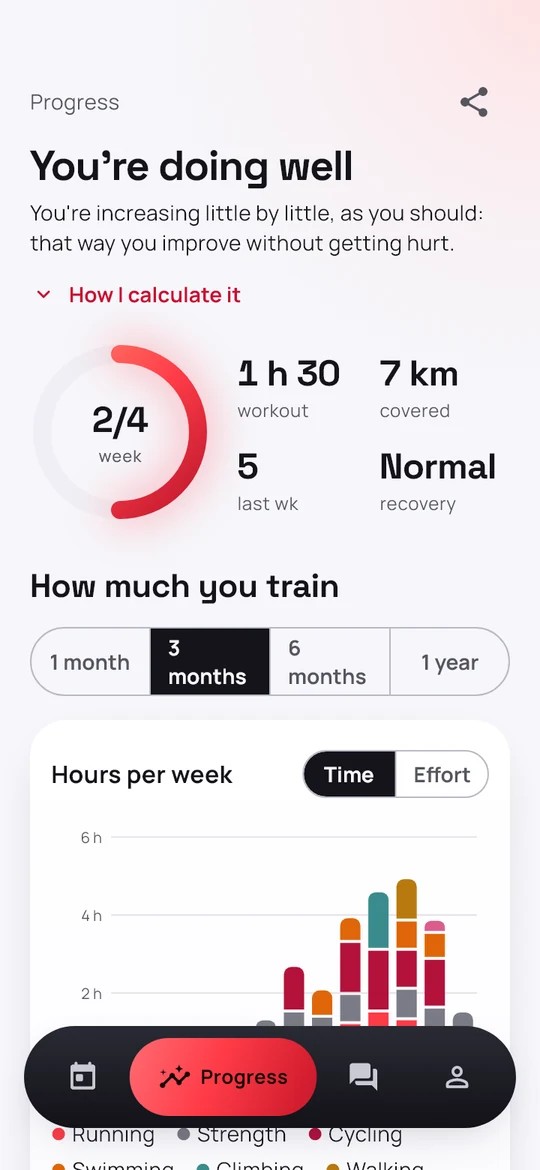 Progress
You're doing well
You're increasing little by little, as you should:
that way you improve without getting hurt.
How I calculate it
2/4
week
1 h 30
workout
7 km
covered
5
last wk
Normal
recovery
How much you train
1 month
3 months
6 months
1 year
Hours per week
Time
Effort
6 h
4 h
2 h
Progress
Running
Strength
Cycling
Swimming
Climbing
Walking